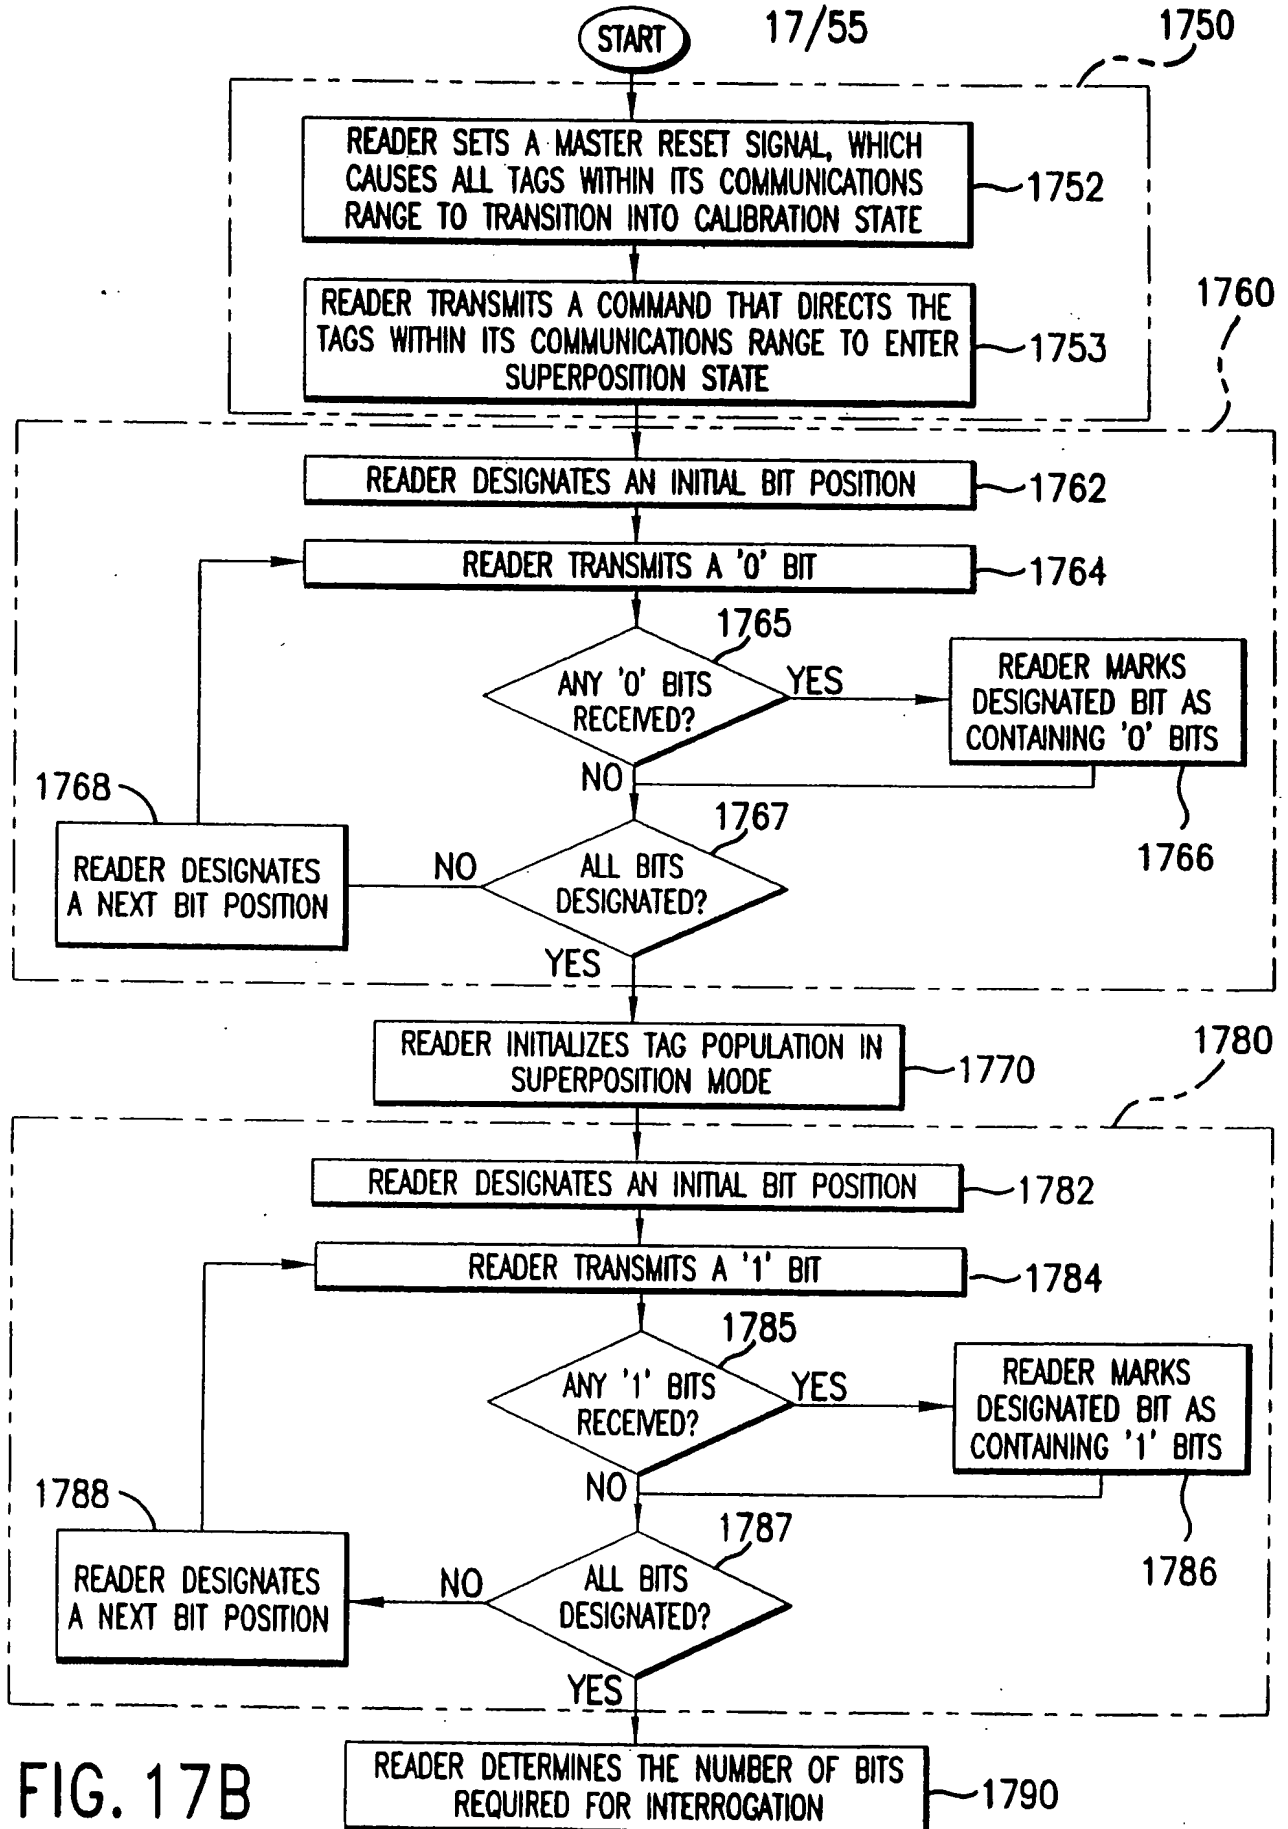 START
17/55
1750
READER SETS A MASTER RESET SIGNAL, WHICH
CAUSES ALL TAGS WITHIN ITS COMMUNICATIONS
RANGE TO TRANSITION INTO CALIBRATION STATE
1752
READER TRANSMITS A COMMAND THAT DIRECTS THE
TAGS WITHIN ITS COMMUNICATIONS RANGE TO ENTER
SUPERPOSITION STATE
1753
1760
READER DESIGNATES AN INITIAL BIT POSITION
1762
READER TRANSMITS A '0' BIT
1764
1765
ANY '0' BITS
RECEIVED?
YES
READER MARKS
DESIGNATED BIT AS
CONTAINING '0' BITS
1766
NO
1767
ALL BITS
DESIGNATED?
NO
1768
READER DESIGNATES
A NEXT BIT POSITION
YES
READER INITIALIZES TAG POPULATION IN
SUPERPOSITION MODE
1770
1780
READER DESIGNATES AN INITIAL BIT POSITION
1782
READER TRANSMITS A '1' BIT
1784
1785
ANY '1' BITS
RECEIVED?
YES
READER MARKS
DESIGNATED BIT AS
CONTAINING '1' BITS
1786
NO
1787
ALL BITS
DESIGNATED?
NO
1788
READER DESIGNATES
A NEXT BIT POSITION
YES
READER DETERMINES THE NUMBER OF BITS
REQUIRED FOR INTERROGATION
1790
FIG. 17B